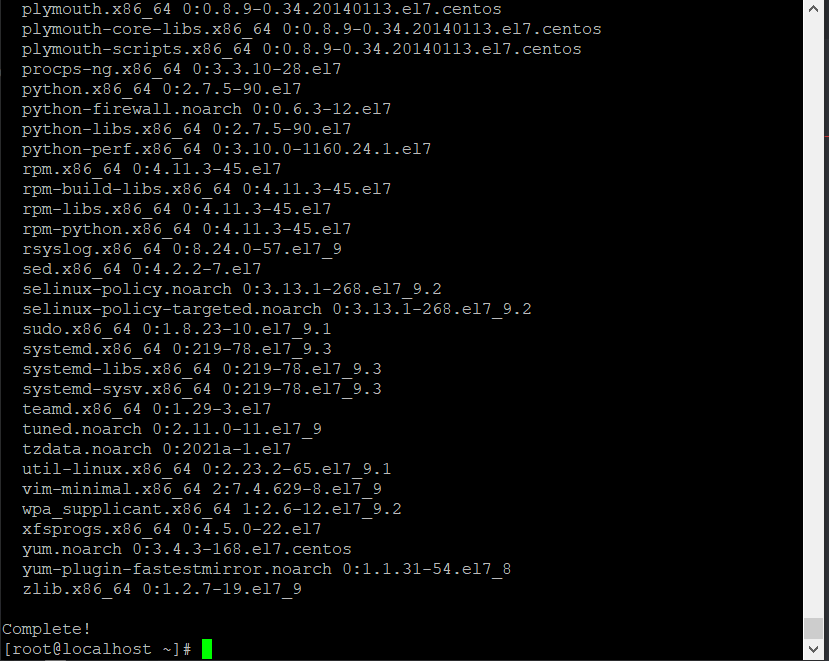 plymouth.x86_64 0:0.8.9-0.34.20140113.el7.centos
plymouth-core-libs.x86_64 0:0.8.9-0.34.20140113.el7.centos
plymouth-scripts.x86_64 0:0.8.9-0.34.20140113.el7.centos
procps-ng.x86_64 0:3.3.10-28.el7
python.x86_64 0:2.7.5-90.el7
python-firewall.noarch 0:0.6.3-12.el7
python-libs.x86_64 0:2.7.5-90.el7
python-perf.x86_64 0:3.10.0-1160.24.1.el7
rpm.x86_64 0:4.11.3-45.el7
rpm-build-libs.x86_64 0:4.11.3-45.el7
rpm-libs.x86_64 0:4.11.3-45.el7
rpm-python.x86_64 0:4.11.3-45.el7
rsyslog.x86_64 0:8.24.0-57.el7_9
sed.x86_64 0:4.2.2-7.el7
selinux-policy.noarch 0:3.13.1-268.el7_9.2
selinux-policy-targeted.noarch 0:3.13.1-268.el7_9.2
sudo.x86_64 0:1.8.23-10.el7_9.1
systemd.x86_64 0:219-78.el7_9.3
systemd-libs.x86_64 0:219-78.el7_9.3
systemd-sysv.x86_64 0:219-78.el7_9.3
teamd.x86_64 0:1.29-3.el7
tuned.noarch 0:2.11.0-11.el7_9
tzdata.noarch 0:2021a-1.el7
util-linux.x86_64 0:2.23.2-65.el7_9.1
vim-minimal.x86_64 2:7.4.629-8.el7_9
wpa_supplicant.x86_64 1:2.6-12.el7_9.2
xfsprogs.x86_64 0:4.5.0-22.el7
yum.noarch 0:3.4.3-168.el7.centos
yum-plugin-fastestmirror.noarch 0:1.1.31-54.el7_8
zlib.x86_64 0:1.2.7-19.el7_9
Complete!
[root@localhost ~]#